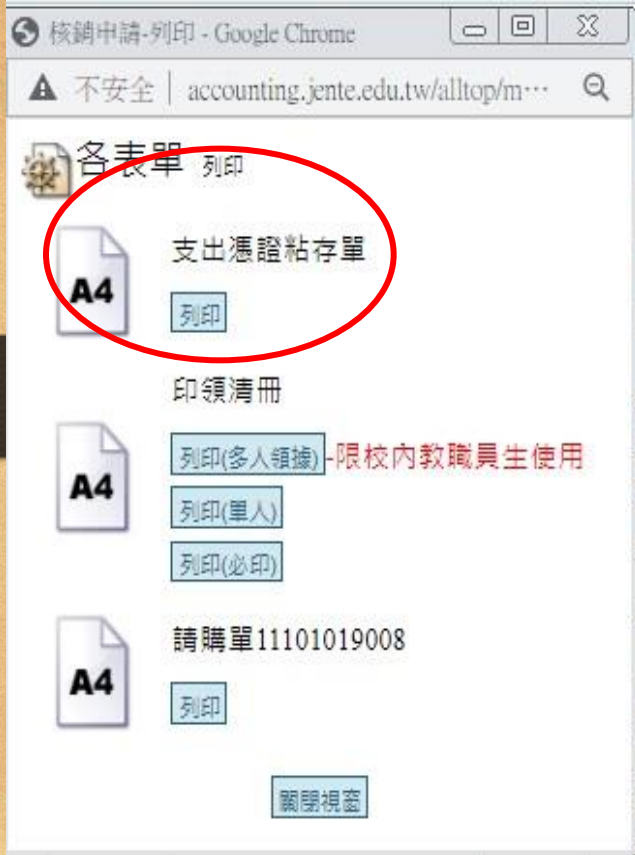 核銷申請-列印 - Google Chrome
不安全 | accounting.jente.edu.tw/alltop/m…
各表單 列印
A4
支出憑證粘存單
列印
印領清冊
A4
列印(多人領據)-限校內教職員生使用
列印(單人)
列印(必印)
A4
請購單11101019008
列印
關閉視窗